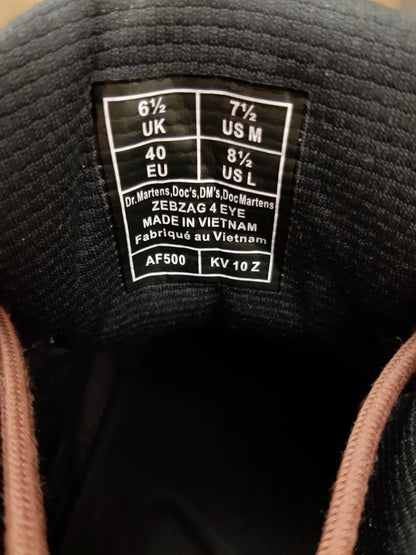 6½ 7½
UK US M
40 8½
EU US L
Dr.Martens,Doc's,DM's,DocMartens
ZEBZAG 4 EYE
MADE IN VIETNAM
Fabriqué au Vietnam
AF500 KV 10 Z